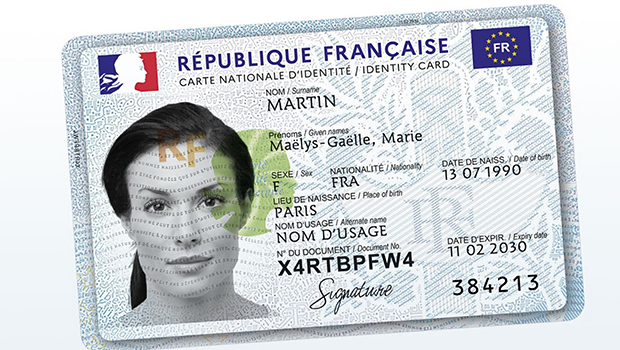 RÉPUBLIQUE FRANÇAISE
FR
CARTE NATIONALE D'IDENTITÉ / IDENTITY CARD
NOM / Surname
MARTIN
Prénoms / Given names
Maëlys-Gaëlle, Marie
SEXE / Sex NATIONALITÉ / Nationality DATE DE NAISS. / Date of birth
F FRA 13 07 1990
LIEU DE NAISSANCE / Place of birth
PARIS
NOM D'USAGE / Alternate name
NOM D'USAGE
N° DU DOCUMENT / Document No. DATE D'EXPIR. / Expiry date
X4RTBPFW4 11 02 2030
Signature
384213
RF